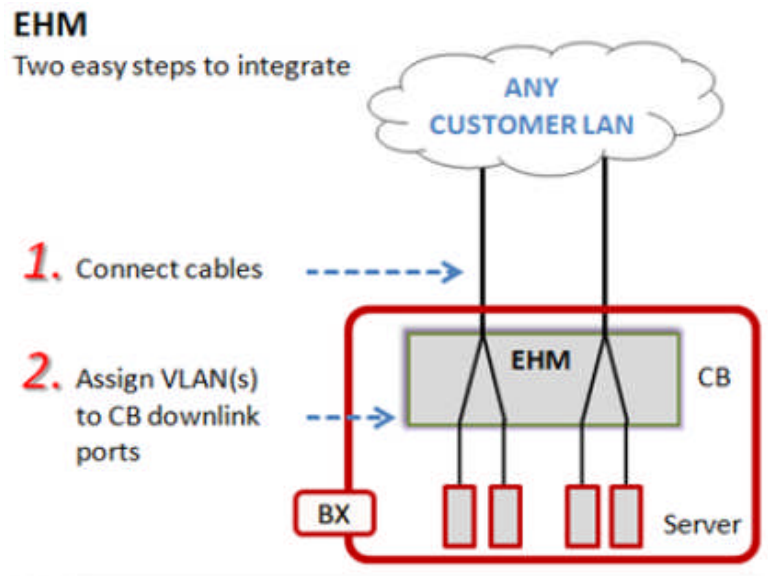 EHM
Two easy steps to integrate
ANY
CUSTOMER LAN
1. Connect cables
2. Assign VLAN(s)
to CB downlink
ports
EHM
CB
BX
Server